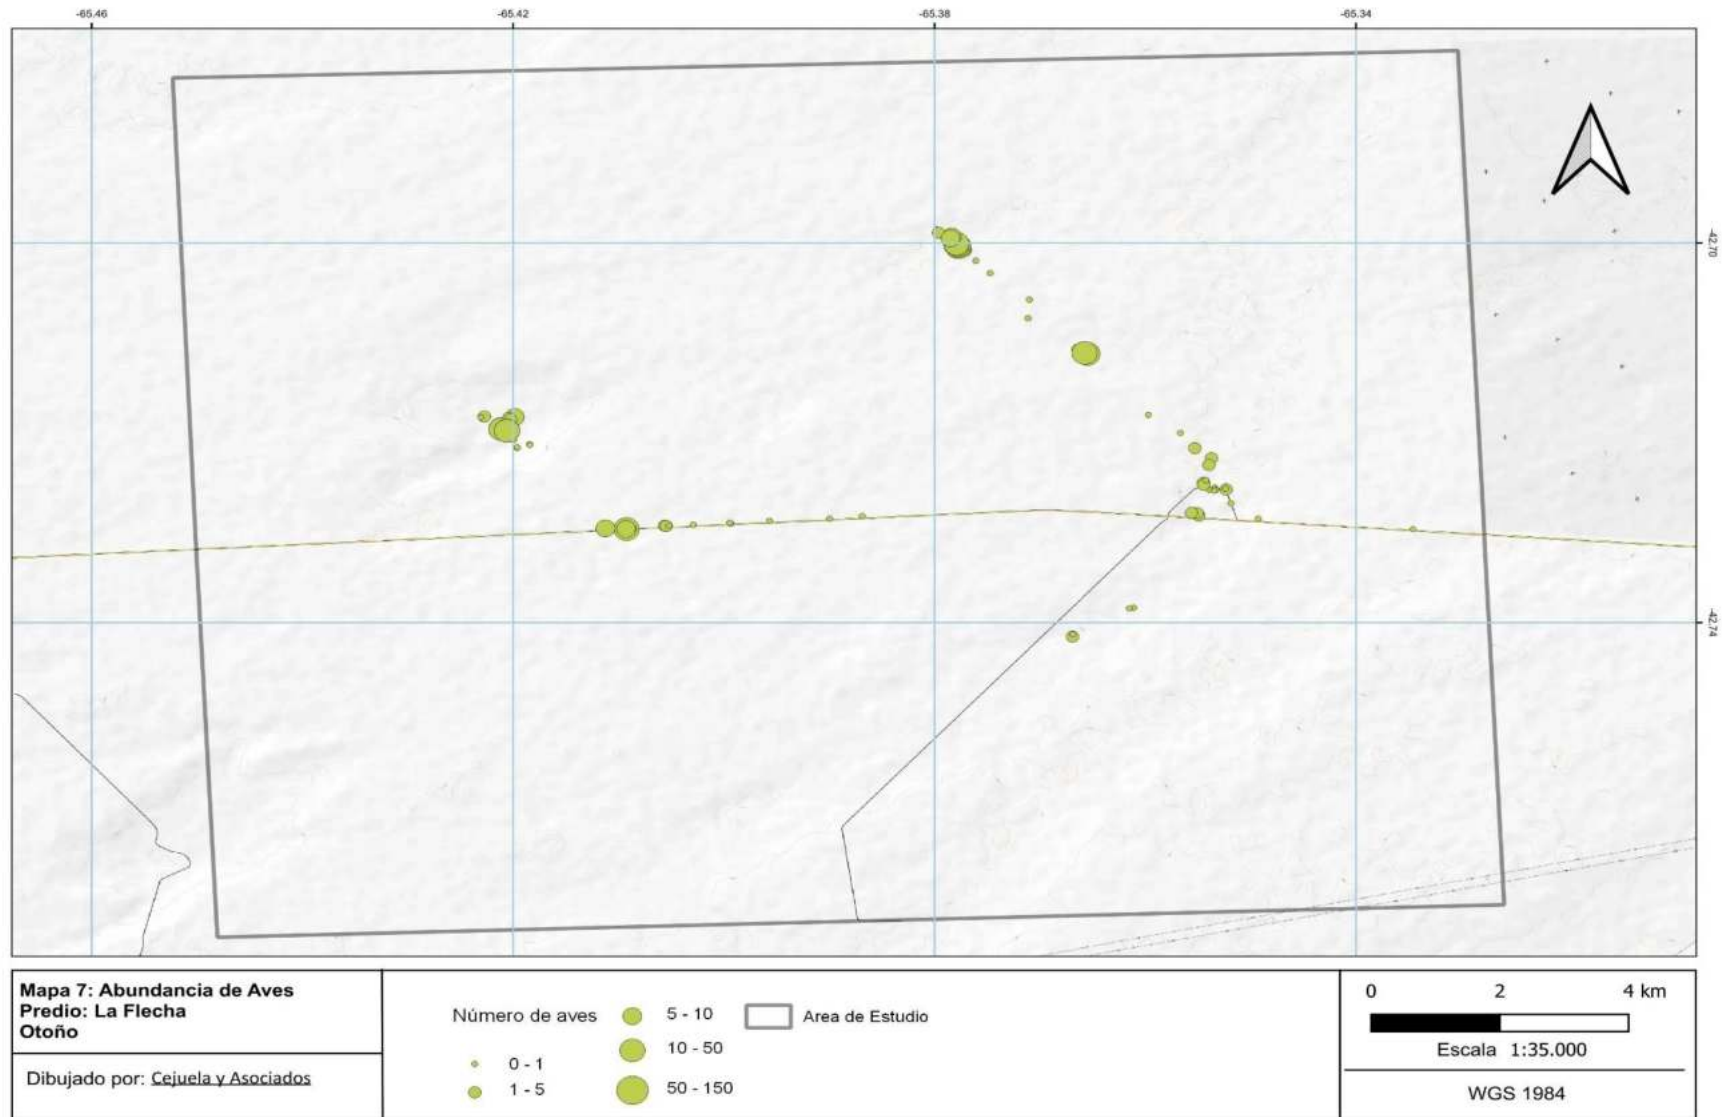 -65.46
-65.42
-65.38
-65.34
-42.70
-42.74
Mapa 7: Abundancia de Aves
Predio: La Flecha
Otoño
Dibujado por: Cejuela y Asociados
Número de aves
0 - 1
1 - 5
5 - 10
10 - 50
50 - 150
Area de Estudio
0 2 4 km
Escala 1:35.000
WGS 1984